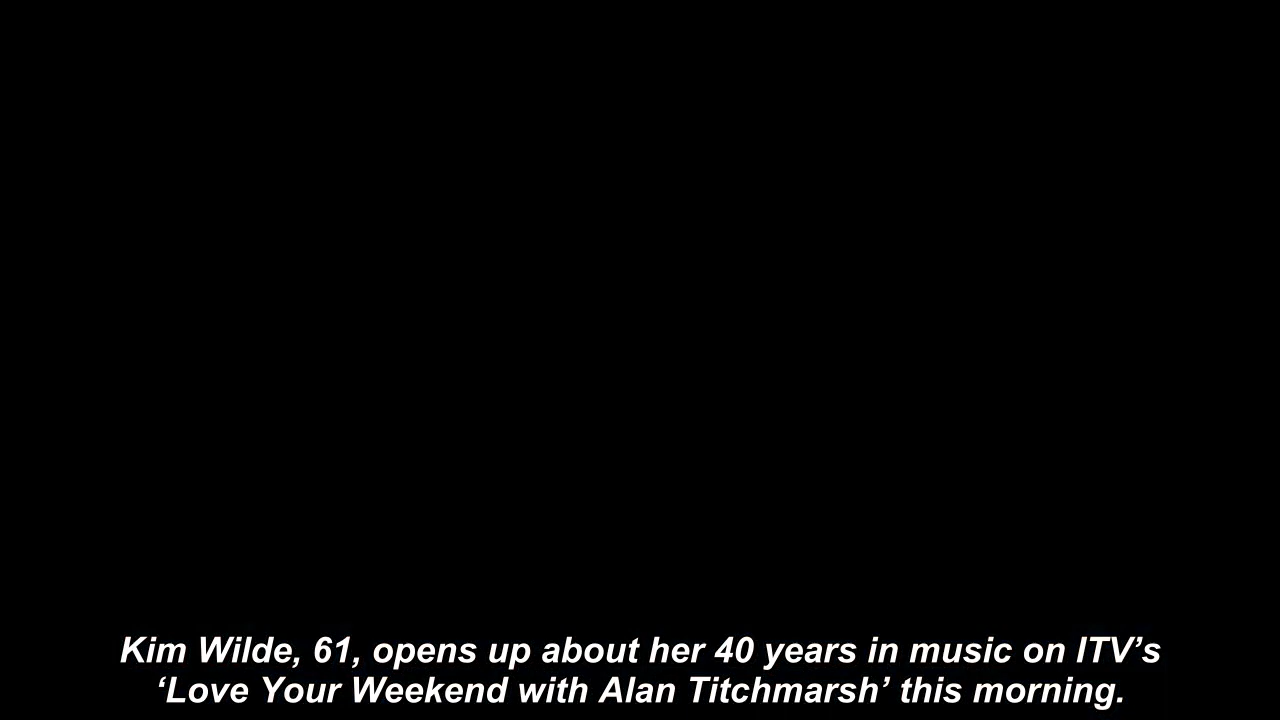 Kim Wilde, 61, opens up about her 40 years in music on ITV’s
‘Love Your Weekend with Alan Titchmarsh’ this morning.